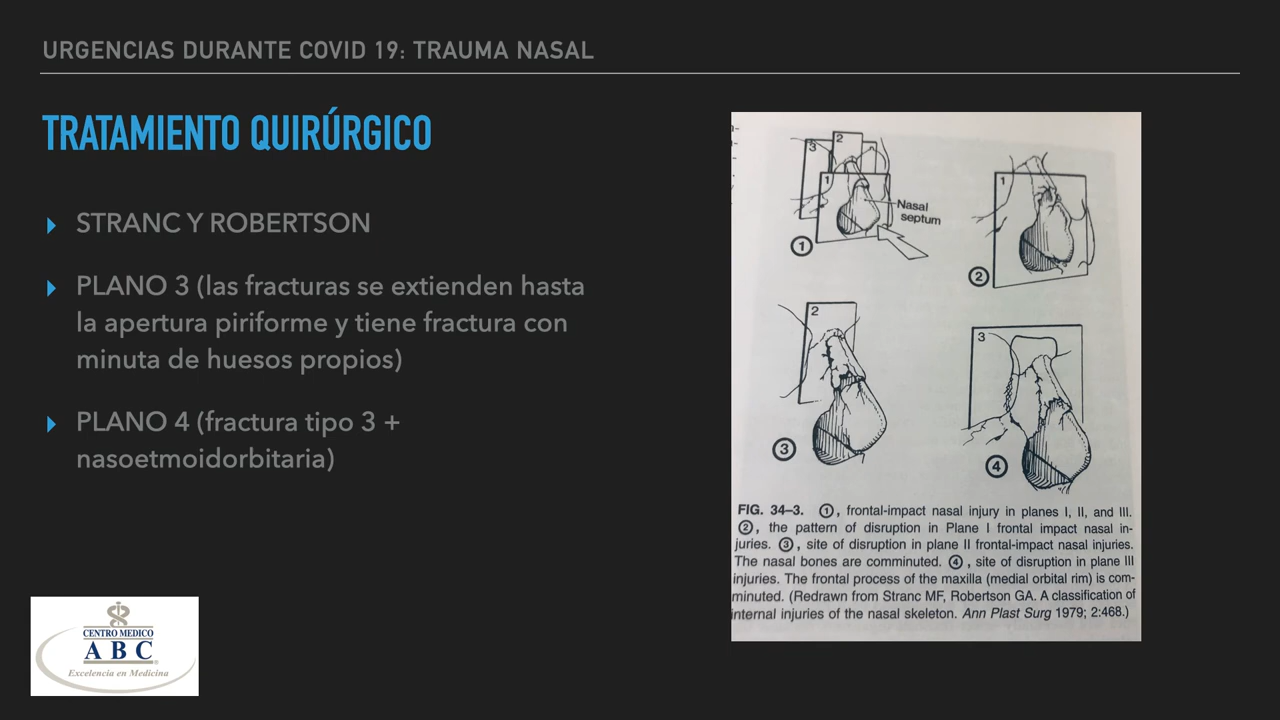 URGENCIAS DURANTE COVID 19: TRAUMA NASAL
TRATAMIENTO QUIRÚRGICO
STRANC Y ROBERTSON
PLANO 3 (las fracturas se extienden hasta
la apertura piriforme y tiene fractura con
minuta de huesos propios)
PLANO 4 (fractura tipo 3 +
nasoetmoidorbitaria)
3
2
1
Nasal
septum
1
1
2
2
3
3
4
FIG. 34–3. 1, frontal-impact nasal injury in planes I, II, and III.
2, the pattern of disruption in Plane I frontal impact nasal in-
juries. 3, site of disruption in plane II frontal-impact nasal injuries.
The nasal bones are comminuted. 4, site of disruption in plane III
injuries. The frontal process of the maxilla (medial orbital rim) is com-
minuted. (Redrawn from Stranc MF, Robertson GA. A classification of
internal injuries of the nasal skeleton. Ann Plast Surg 1979; 2:468.)
CENTRO MEDICO
A B C
Excelencia en Medicina